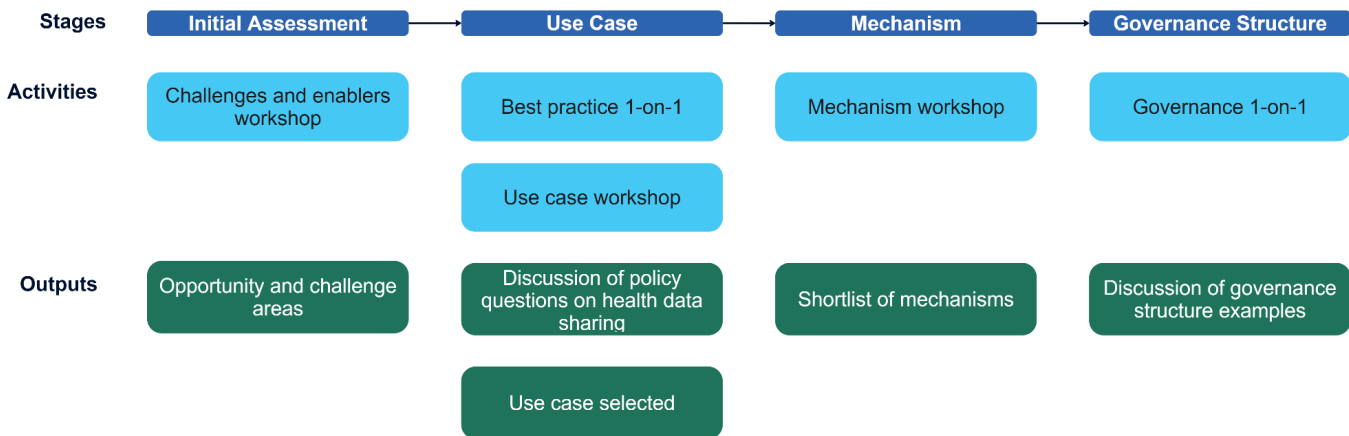 Stages
Initial Assessment
Use Case
Mechanism
Governance Structure
Activities
Challenges and enablers
workshop
Best practice 1-on-1
Mechanism workshop
Governance 1-on-1
Use case workshop
Outputs
Opportunity and challenge
areas
Discussion of policy
questions on health data
sharing
Shortlist of mechanisms
Discussion of governance
structure examples
Use case selected